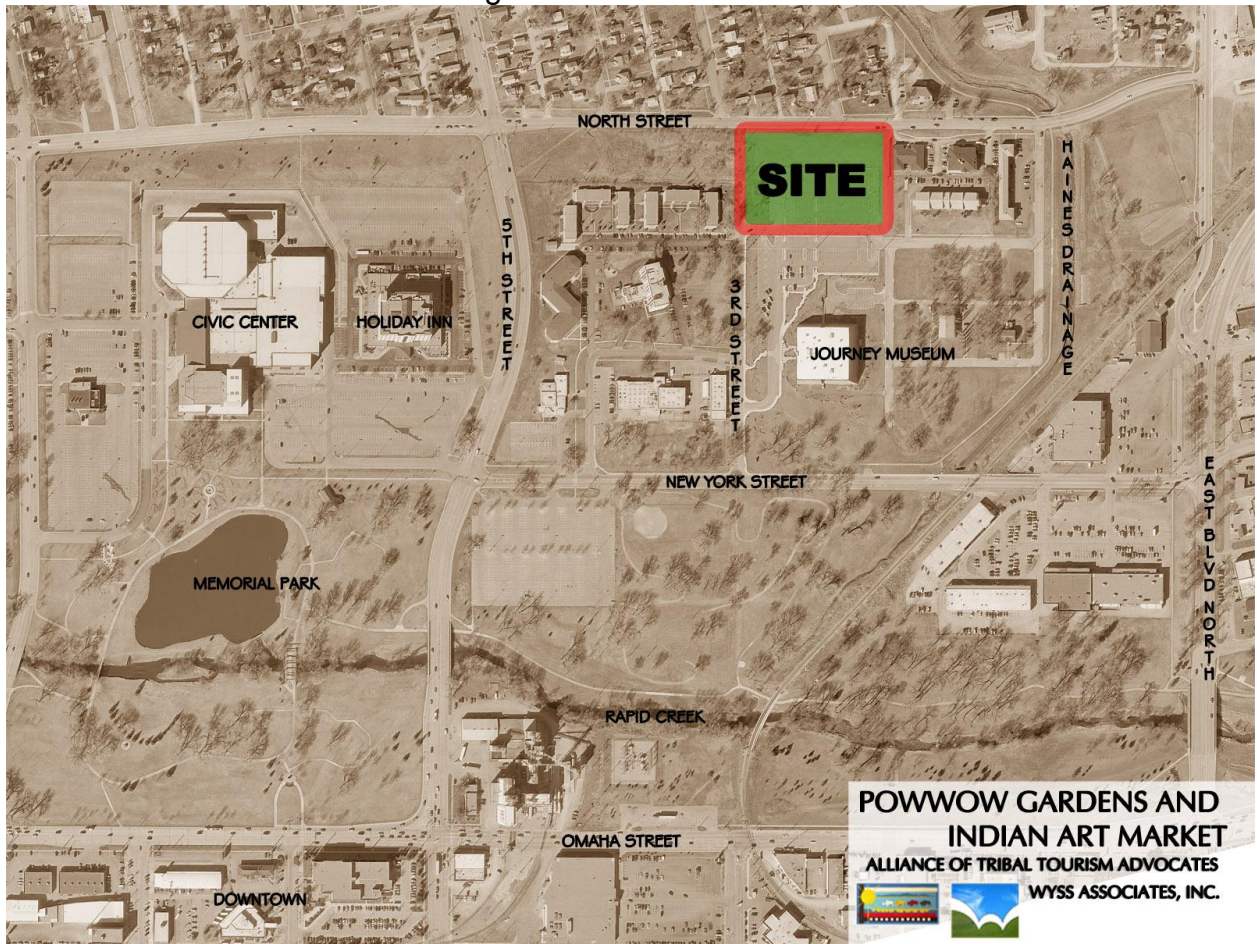 NORTH STREET
SITE
HAINES DRAINAGE
5TH STREET
3RD STREET
CIVIC CENTER
HOLIDAY INN
JOURNEY MUSEUM
NEW YORK STREET
EAST BLVD NORTH
MEMORIAL PARK
RAPID CREEK
OMAHA STREET
DOWNTOWN
POWWOW GARDENS AND
INDIAN ART MARKET
ALLIANCE OF TRIBAL TOURISM ADVOCATES
WYSS ASSOCIATES, INC.